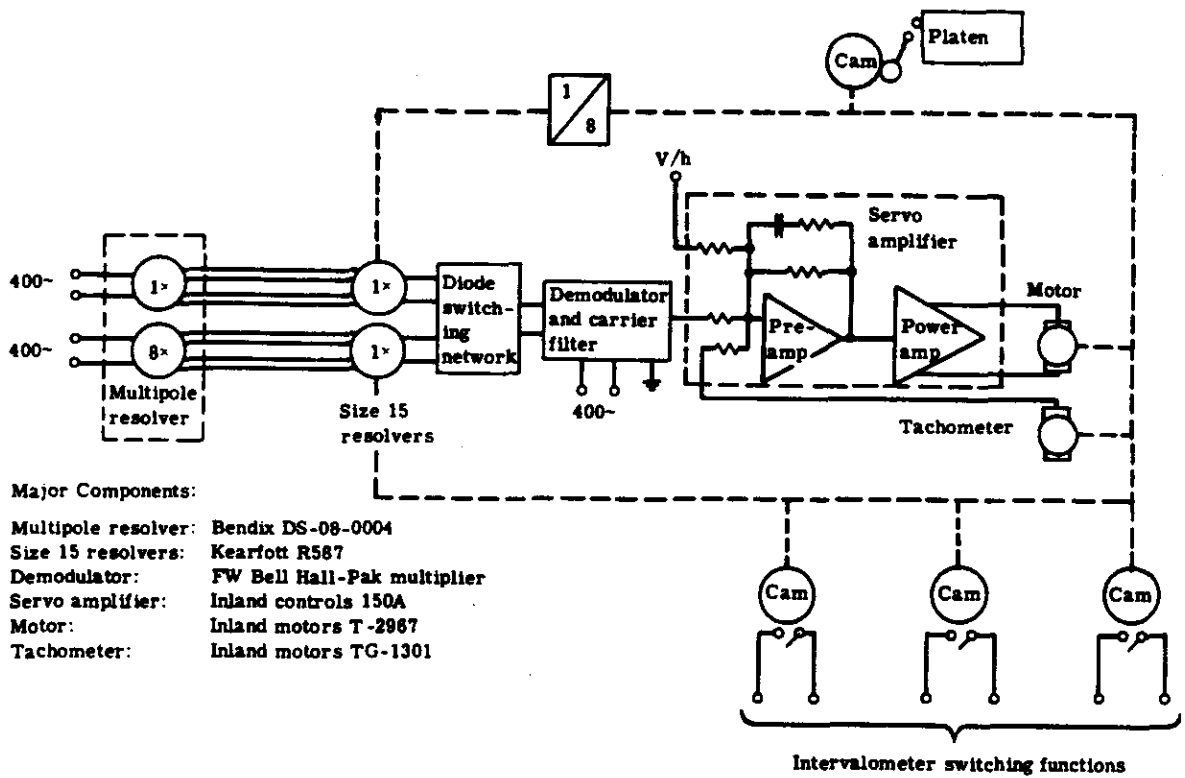 Cam
Platen
1
8
V/h
Servo
amplifier
400~
1×
1×
Diode
switch-
ing
network
Demodulator
and carrier
filter
Pre-
amp
Power
amp
Motor
400~
8×
1×
Multipole
resolver
Size 15
resolvers
400~
Tachometer
Major Components:
Multipole resolver: Bendix DS-08-0004
Size 15 resolvers: Kearfott R587
Demodulator: FW Bell Hall-Pak multiplier
Servo amplifier: Inland controls 150A
Motor: Inland motors T-2967
Tachometer: Inland motors TG-1301
Cam
Cam
Cam
Intervalometer switching functions